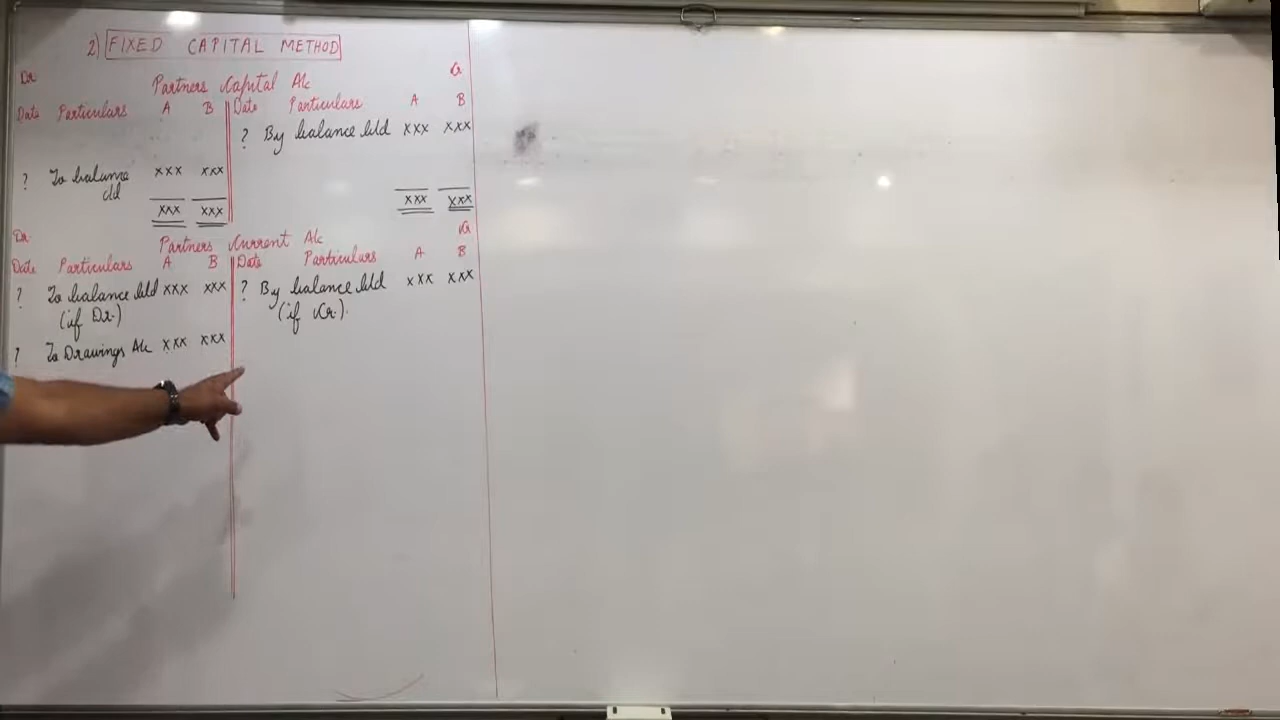 2) FIXED CAPITAL METHOD
Dr Cr
Partners Capital A/c
Date Particulars A B Date Particulars A B
? By balance b/d xxx xxx
? To balance xxx xxx
c/d
xxx xxx xxx xxx
Dr Cr
Partners Current A/c
Date Particulars A B Date Particulars A B
? To balance b/d xxx xxx ? By balance b/d xxx xxx
(if Dr.) (if Cr.)
? To Drawings A/c xxx xxx